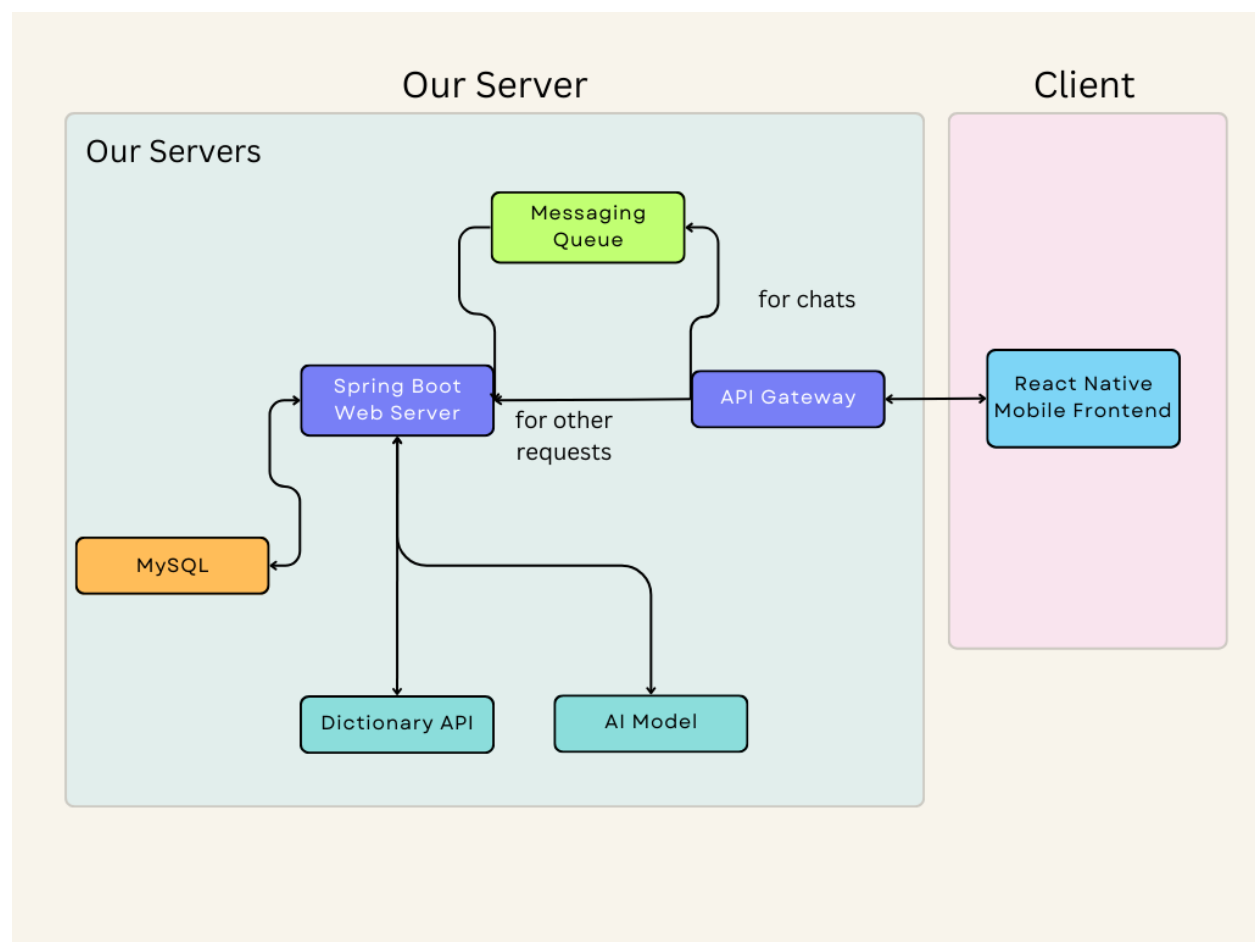 Our Server
Client
Our Servers
Messaging
Queue
for chats
Spring Boot
Web Server
API Gateway
React Native
Mobile Frontend
for other
requests
MySQL
Dictionary API
AI Model